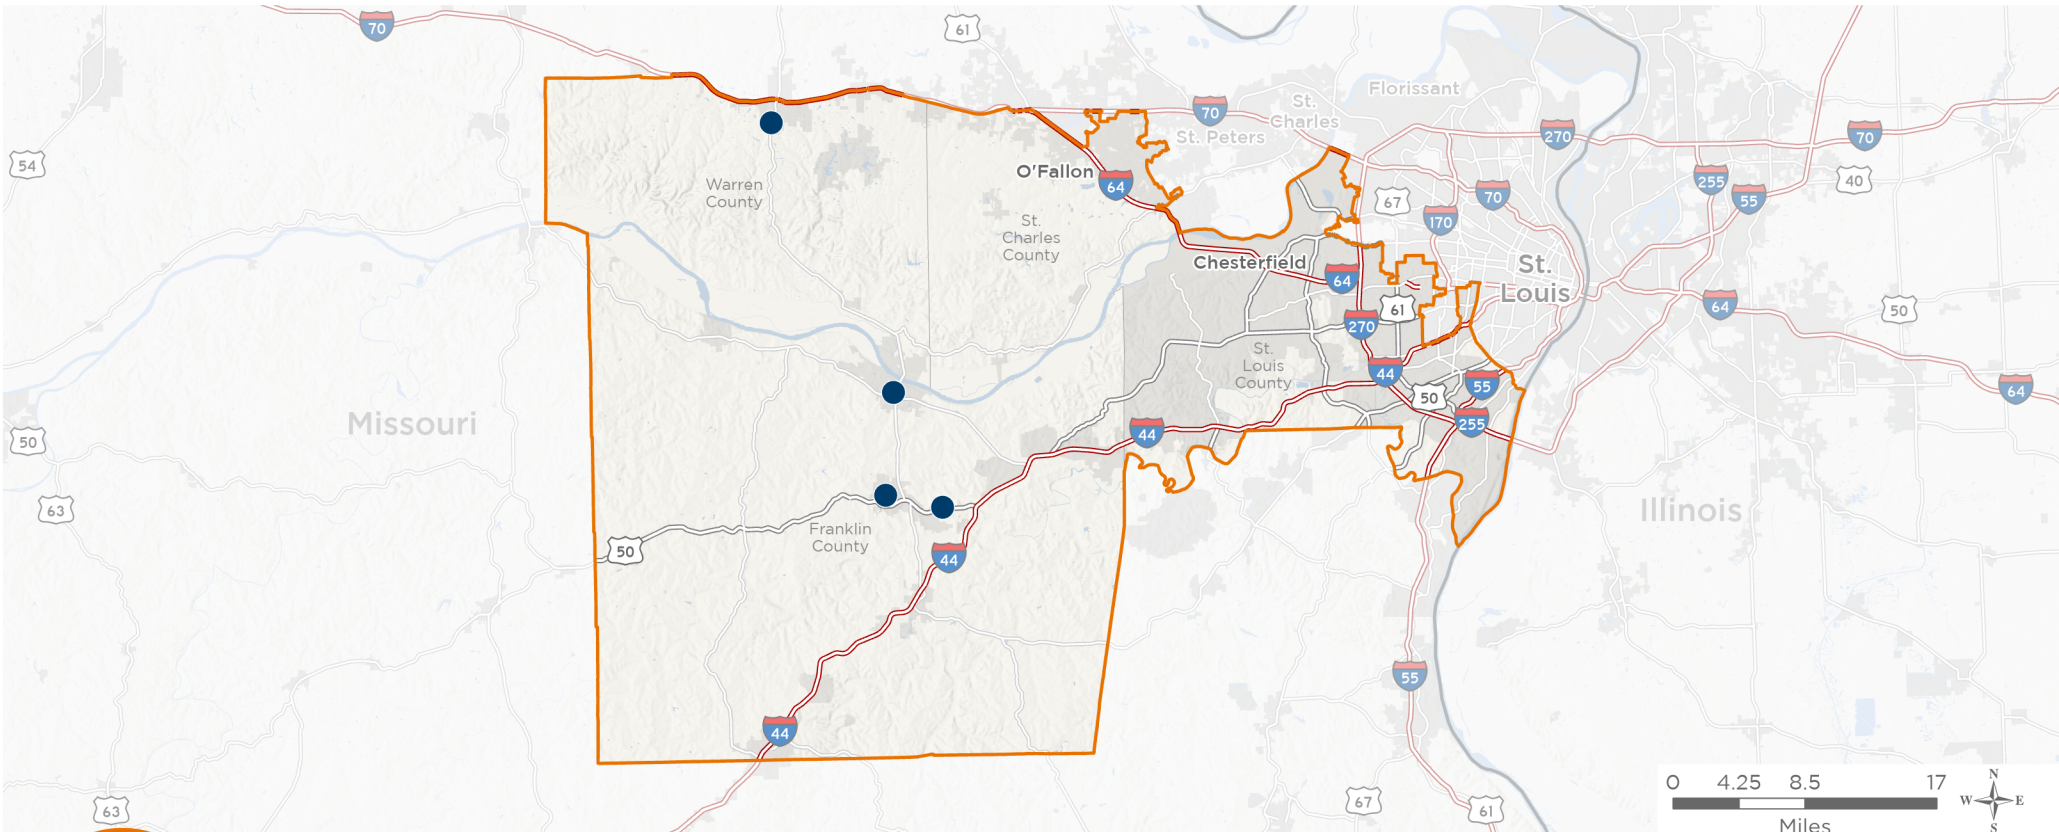 70
61
Florissant
70
St.
Charles
St. Peters
270
70
54
O'Fallon
64
Warren
County
67
70
255
55
40
170
St.
Charles
County
Chesterfield
64
St.
Louis
61
270
64
50
St.
Louis
County
44
55
50
64
Missouri
50
255
44
63
Illinois
Franklin
County
50
44
55
44
63
67
61
0 4.25 8.5 17
Miles
N
W E
S